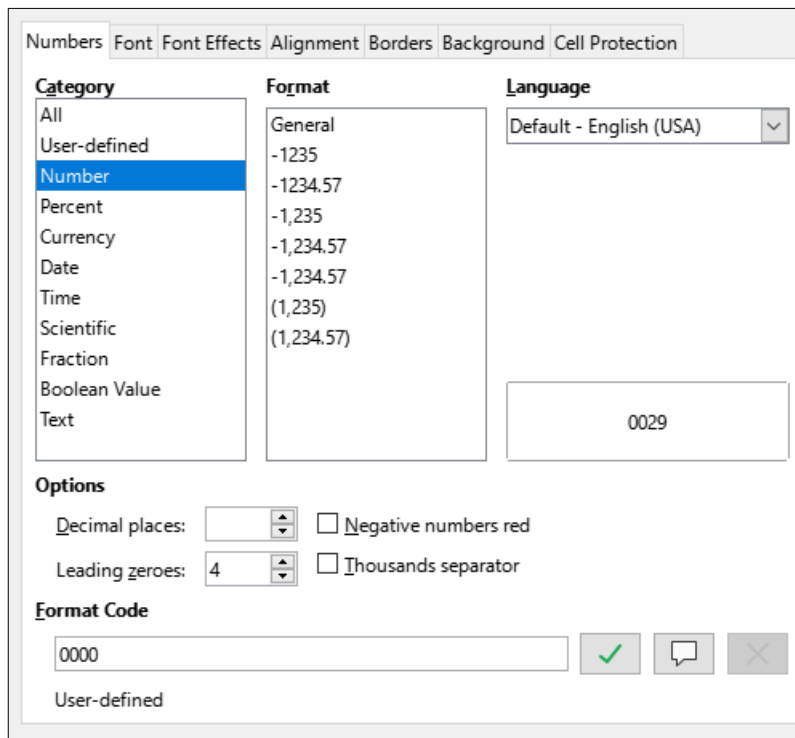 Numbers Font Font Effects Alignment Borders Background Cell Protection
Category
All
User-defined
Number
Percent
Currency
Date
Time
Scientific
Fraction
Boolean Value
Text
Format
General
-1235
-1234.57
-1,235
-1,234.57
-1,234.57
(1,235)
(1,234.57)
Language
Default - English (USA)
0029
Options
Decimal places:
Negative numbers red
Leading zeroes: 4
Thousands separator
Format Code
0000
User-defined